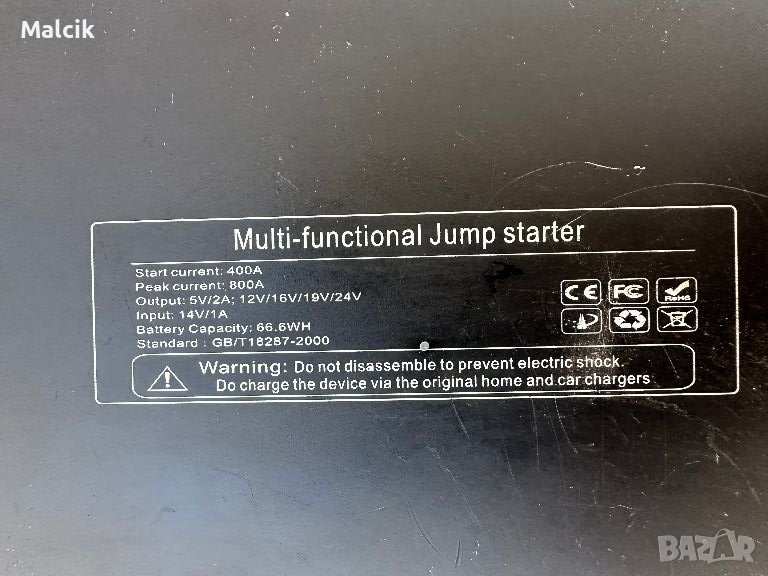 Malcik
Multi-functional Jump starter
Start current: 400A
Peak current: 800A
Output: 5V/2A; 12V/16V/19V/24V
Input: 14V/1A
Battery Capacity: 66.6WH
Standard : GB/T18287-2000
CE FC RoHS
Warning: Do not disassemble to prevent electric shock.
Do charge the device via the original home and car chargers
BAZAR